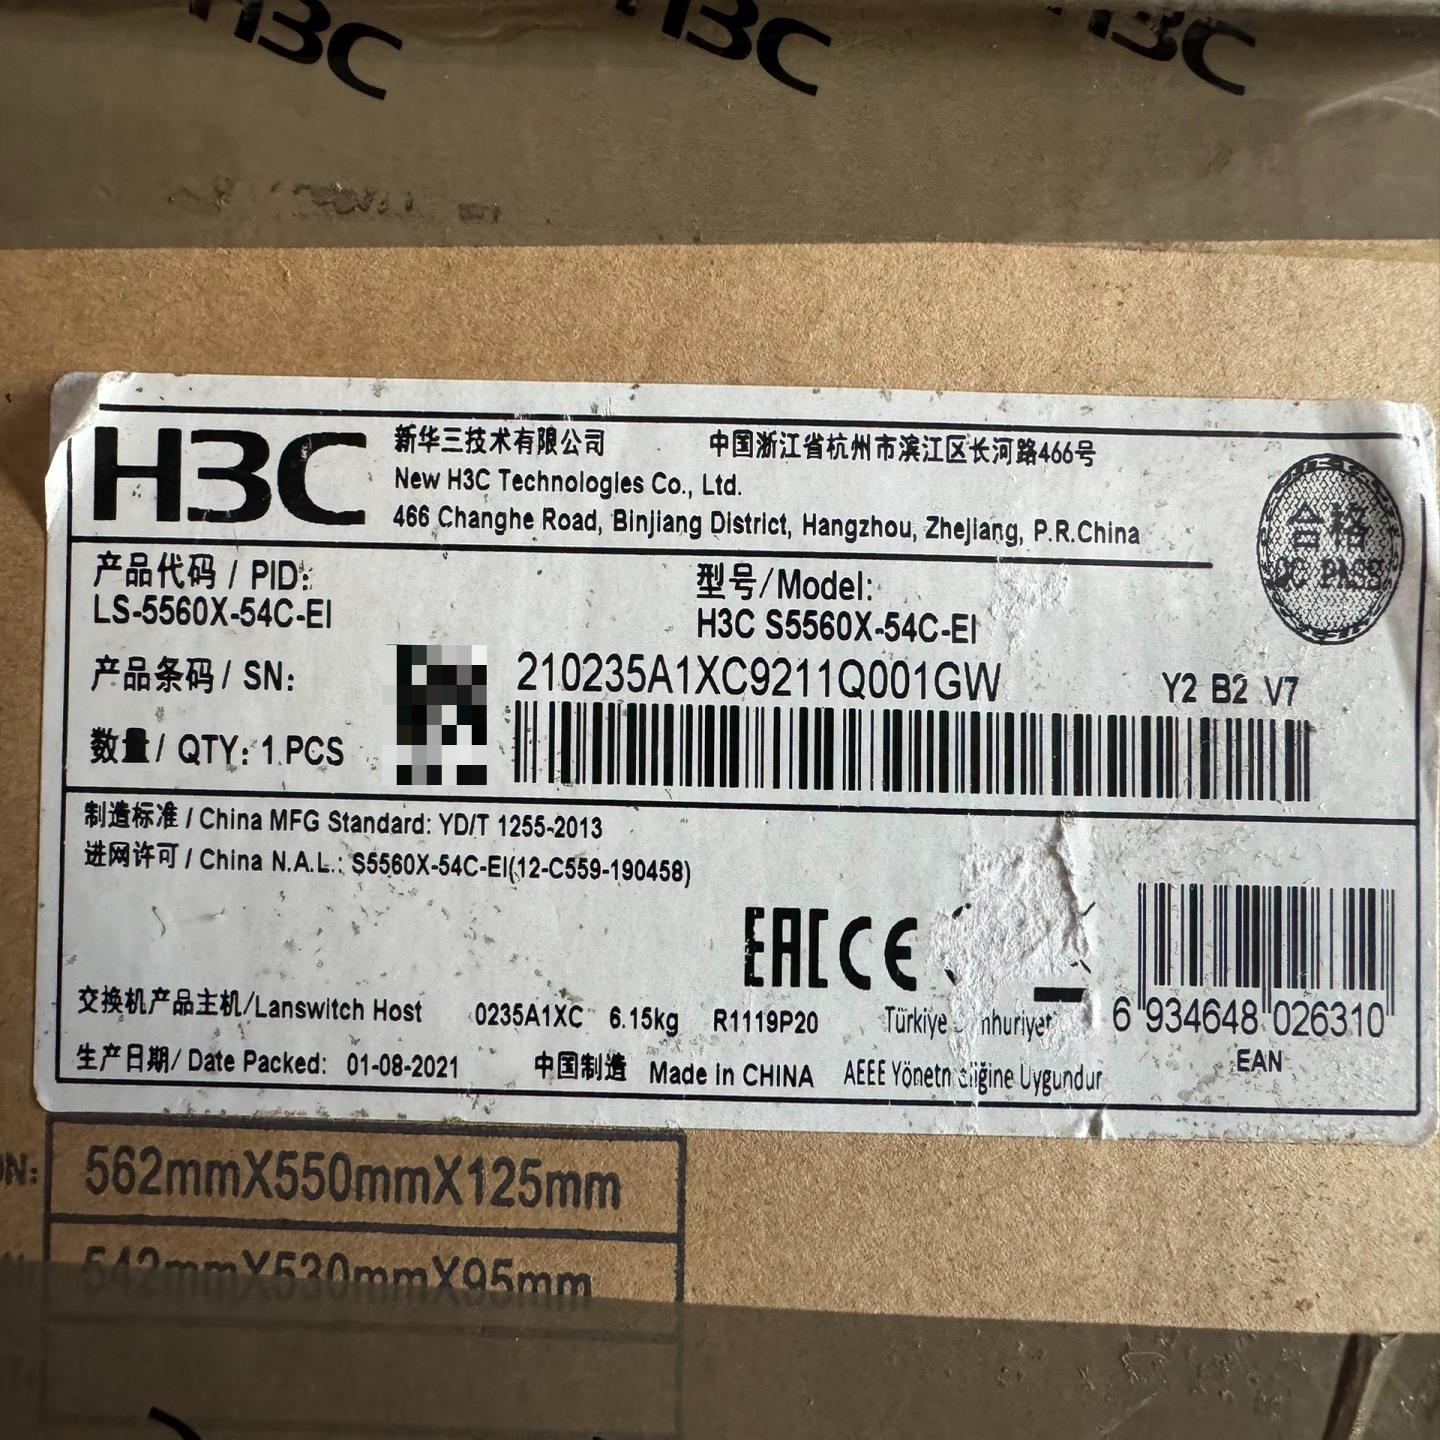 H3C H3C H3C
H3C
新华三技术有限公司 中国浙江省杭州市滨江区长河路466号
New H3C Technologies Co., Ltd.
466 Changhe Road, Binjiang District, Hangzhou, Zhejiang, P.R.China
合格
QC PASS
产品代码 / PID: 型号/Model:
LS-5560X-54C-EI H3C S5560X-54C-EI
产品条码 / SN: 210235A1XC9211Q001GW Y2 B2 V7
数量 / QTY: 1 PCS
制造标准 / China MFG Standard: YD/T 1255-2013
进网许可 / China N.A.L.: S5560X-54C-EI(12-C559-190458)
EAC CE
交换机产品主机/Lanswitch Host 0235A1XC 6.15kg R1119P20 Türkiye 6 934648 026310
EAN
生产日期/ Date Packed: 01-08-2021 中国制造 Made in CHINA AEEE Uygundur
562mmX550mmX125mm
542mmX530mmX95mm